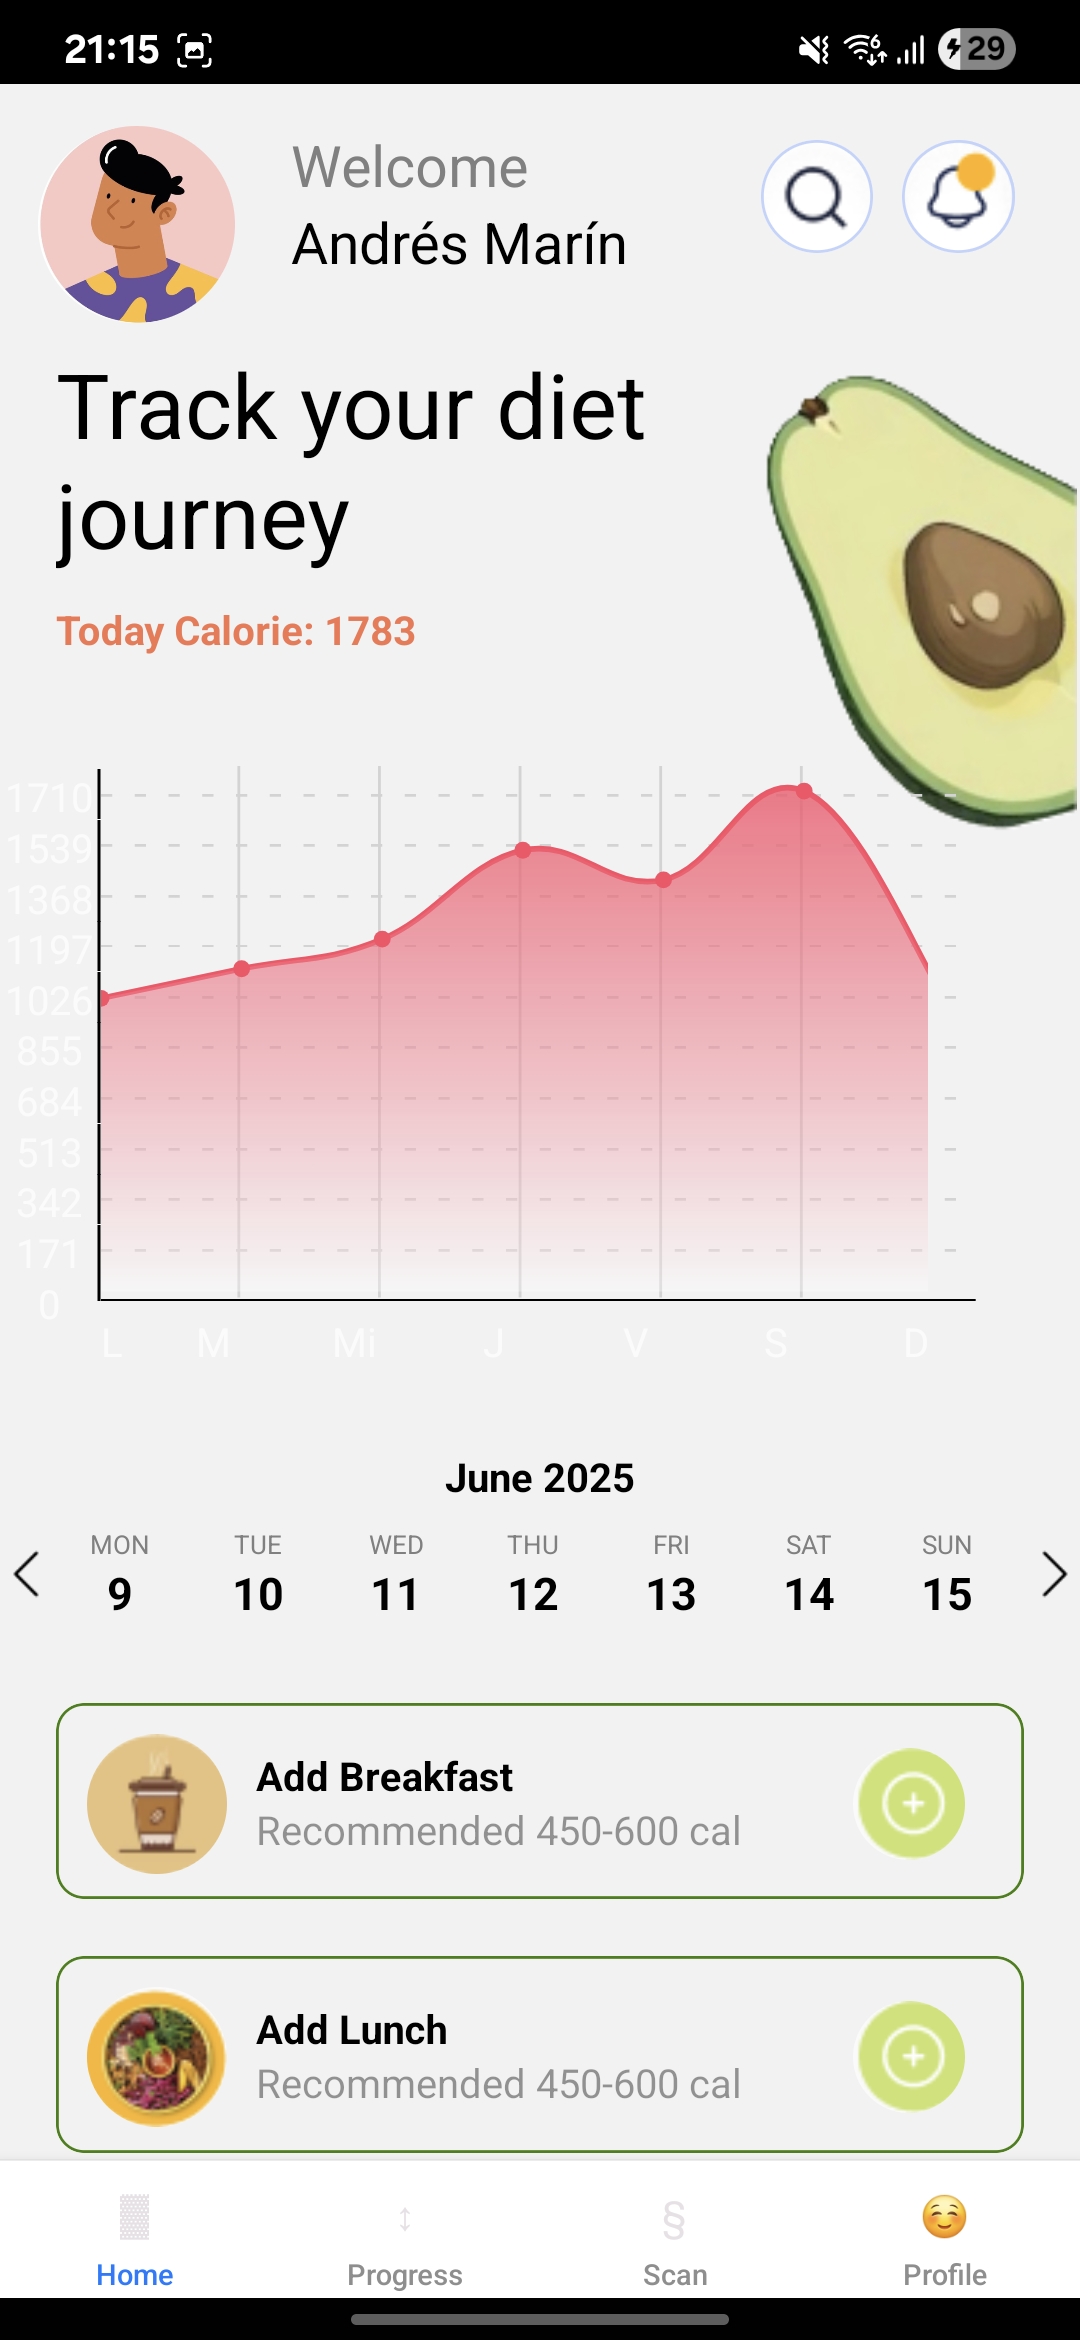 21:15
6
29
Welcome
Andrés Marín
Track your diet
journey
Today Calorie: 1783
1710
1539
1368
1197
1026
855
684
513
342
171
0
L M Mi J V S D
June 2025
MON TUE WED THU FRI SAT SUN
9 10 11 12 13 14 15
Add Breakfast
Recommended 450-600 cal
Add Lunch
Recommended 450-600 cal
▓ ↕ § ☺
Home Progress Scan Profile